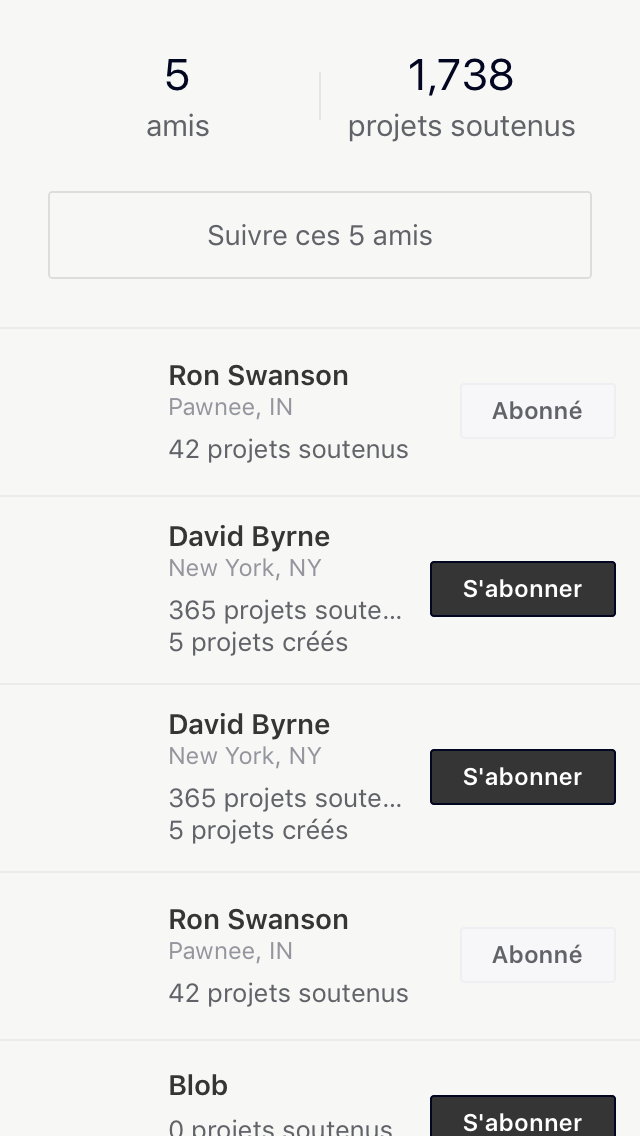 5
amis
1,738
projets soutenus
Suivre ces 5 amis
Ron Swanson
Pawnee, IN
42 projets soutenus
Abonné
David Byrne
New York, NY
365 projets soute...
5 projets créés
S'abonner
David Byrne
New York, NY
365 projets soute...
5 projets créés
S'abonner
Ron Swanson
Pawnee, IN
42 projets soutenus
Abonné
Blob
0 projets soutenus
S'abonner